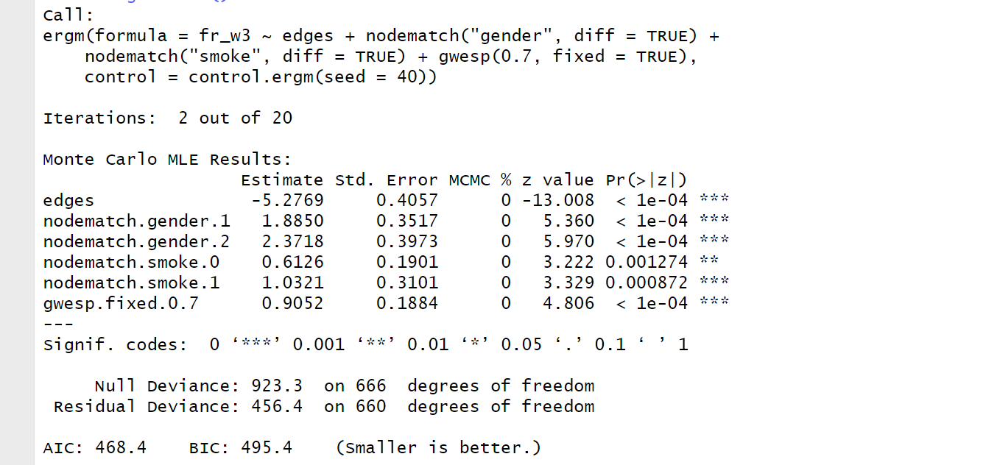 Call:
ergm(formula = fr_w3 ~ edges + nodematch("gender", diff = TRUE) +
    nodematch("smoke", diff = TRUE) + gwesp(0.7, fixed = TRUE),
    control = control.ergm(seed = 40))

Iterations:  2 out of 20

Monte Carlo MLE Results:
                   Estimate Std. Error MCMC % z value Pr(>|z|)
edges               -5.2769     0.4057      0 -13.008  < 1e-04 ***
nodematch.gender.1   1.8850     0.3517      0   5.360  < 1e-04 ***
nodematch.gender.2   2.3718     0.3973      0   5.970  < 1e-04 ***
nodematch.smoke.0    0.6126     0.1901      0   3.222 0.001274 **
nodematch.smoke.1    1.0321     0.3101      0   3.329 0.000872 ***
gwesp.fixed.0.7      0.9052     0.1884      0   4.806  < 1e-04 ***
---
Signif. codes:  0 ‘***’ 0.001 ‘**’ 0.01 ‘*’ 0.05 ‘.’ 0.1 ‘ ’ 1

     Null Deviance: 923.3  on 666  degrees of freedom
 Residual Deviance: 456.4  on 660  degrees of freedom

AIC: 468.4    BIC: 495.4    (Smaller is better.)